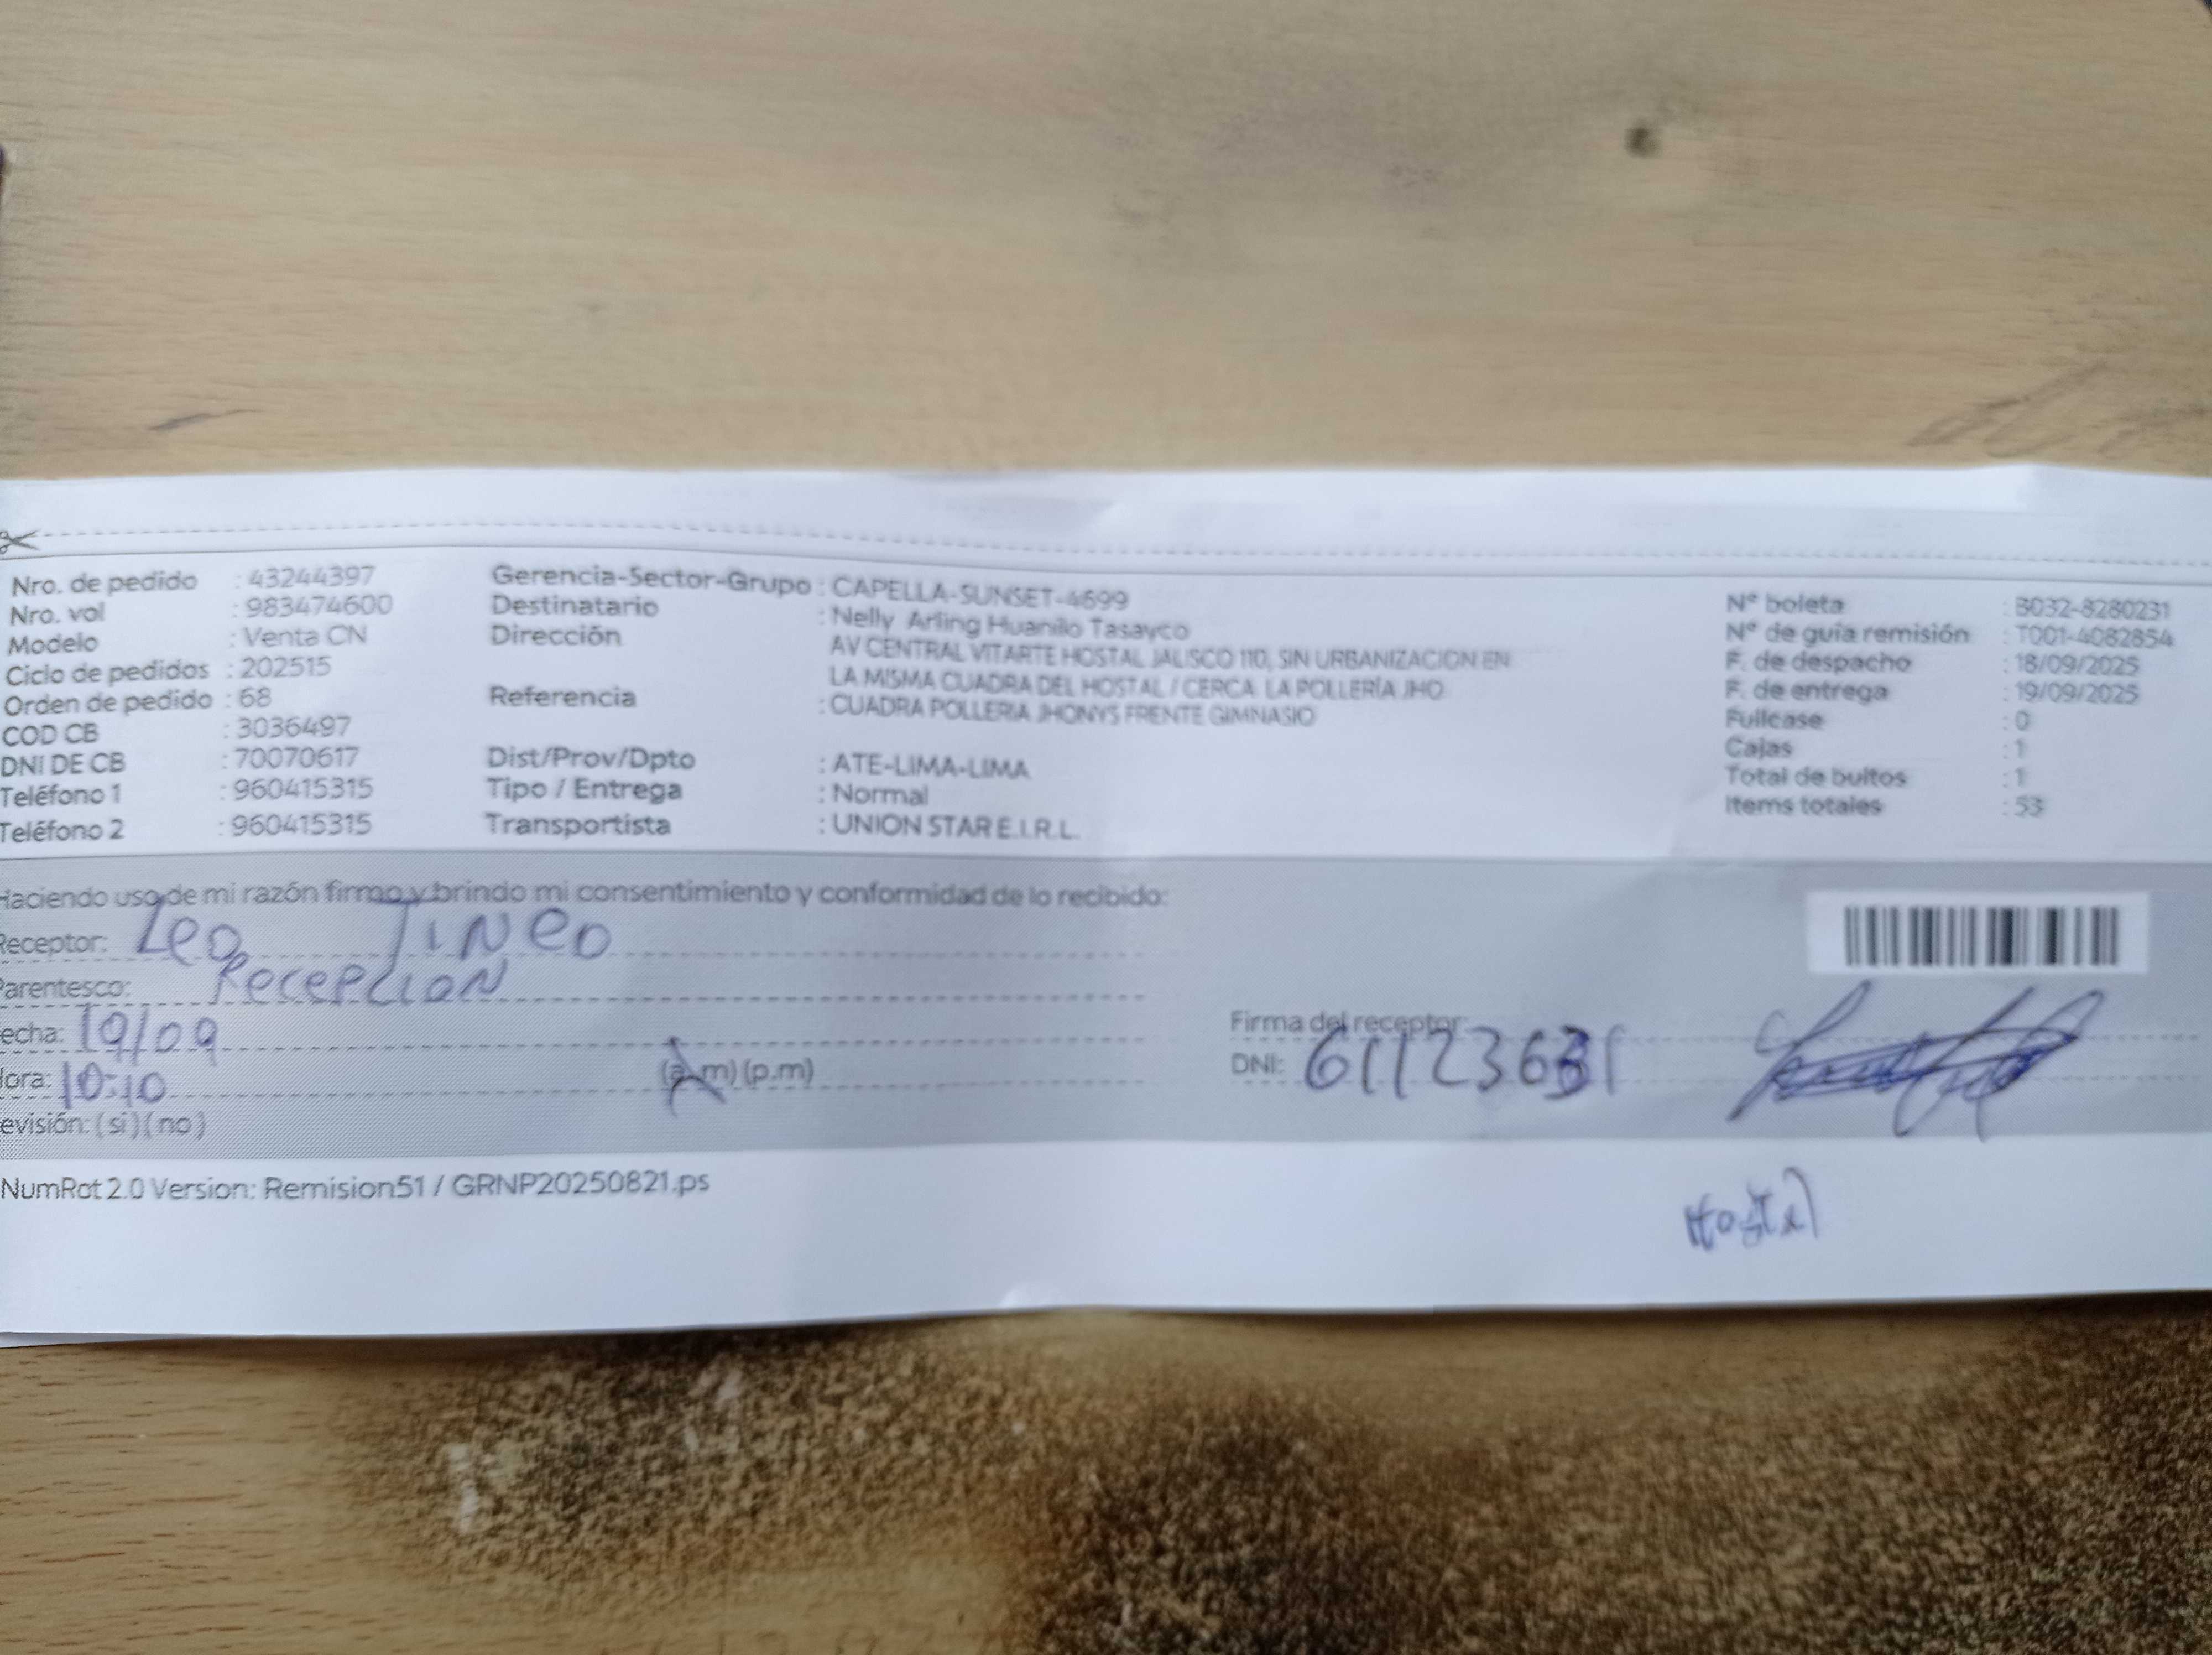 Nro. de pedido : 43244397
Nro. vol : 983474600
Modelo : Venta CN
Ciclo de pedidos : 202515
Orden de pedido : 68
COD CB : 3036497
DNI DE CB : 70070617
Teléfono 1 : 960415315
Teléfono 2 : 960415315
Gerencia-Sector-Grupo : CAPELLA-SUNSET-4699
Destinatario : Nelly Arling Huanilo Tasayco
Dirección AV CENTRAL VITARTE HOSTAL JALISCO 110, SIN URBANIZACION EN
LA MISMA CUADRA DEL HOSTAL / CERCA LA POLLERÍA JHO
Referencia : CUADRA POLLERIA JHONYS FRENTE GIMNASIO
Dist/Prov/Dpto : ATE-LIMA-LIMA
Tipo / Entrega : Normal
Transportista : UNION STAR E.I.R.L.
N° boleta : B032-8280231
N° de guía remisión : T001-4082854
F. de despacho : 18/09/2025
F. de entrega : 19/09/2025
Fullcase : 0
Cajas : 1
Total de bultos : 1
Items totales : 53
Haciendo uso de mi razón firmo y brindo mi consentimiento y conformidad de lo recibido:
Receptor: Leo Tineo
Parentesco: Recepcion
echa: 19/09
Hora: 10:10 (a.m) (p.m)
evisión: (si) (no)
Firma del receptor:
DNI: 61123631
NumRot 2.0 Version: Remision51 / GRNP20250821.ps
Hostal